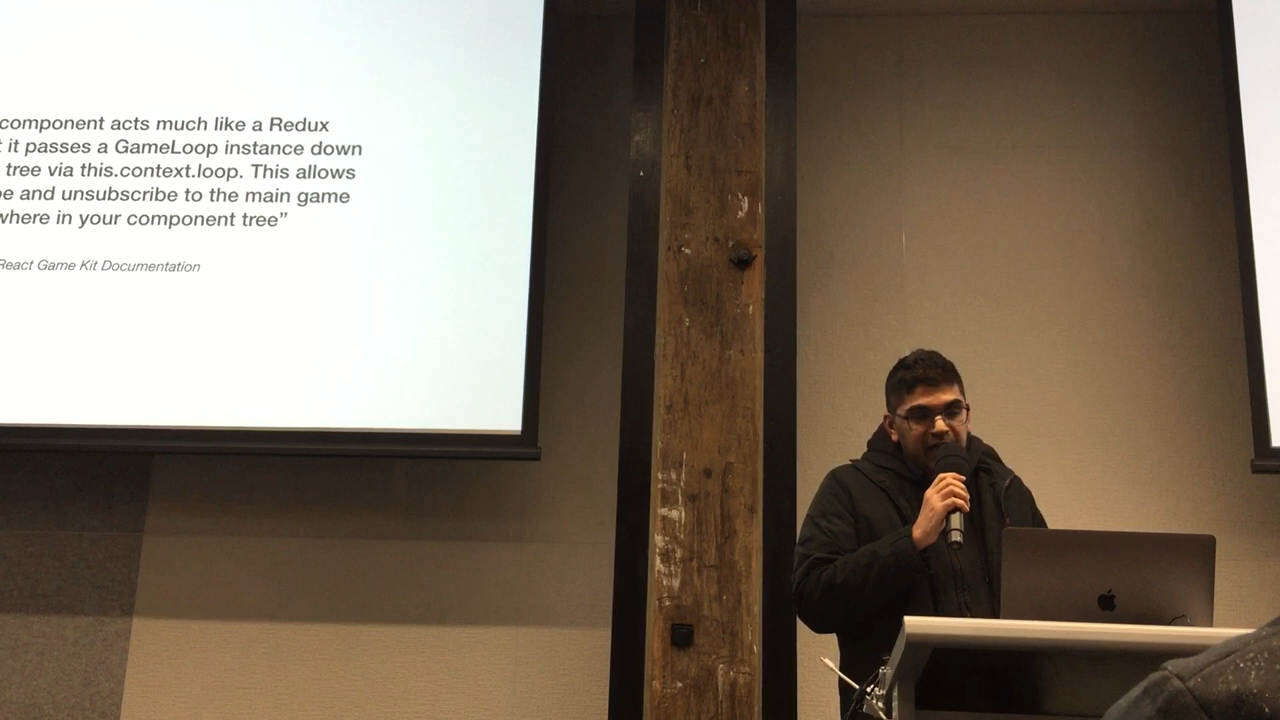 component acts much like a Redux
it passes a GameLoop instance down
tree via this.context.loop. This allows
and unsubscribe to the main game
where in your component tree”
React Game Kit Documentation